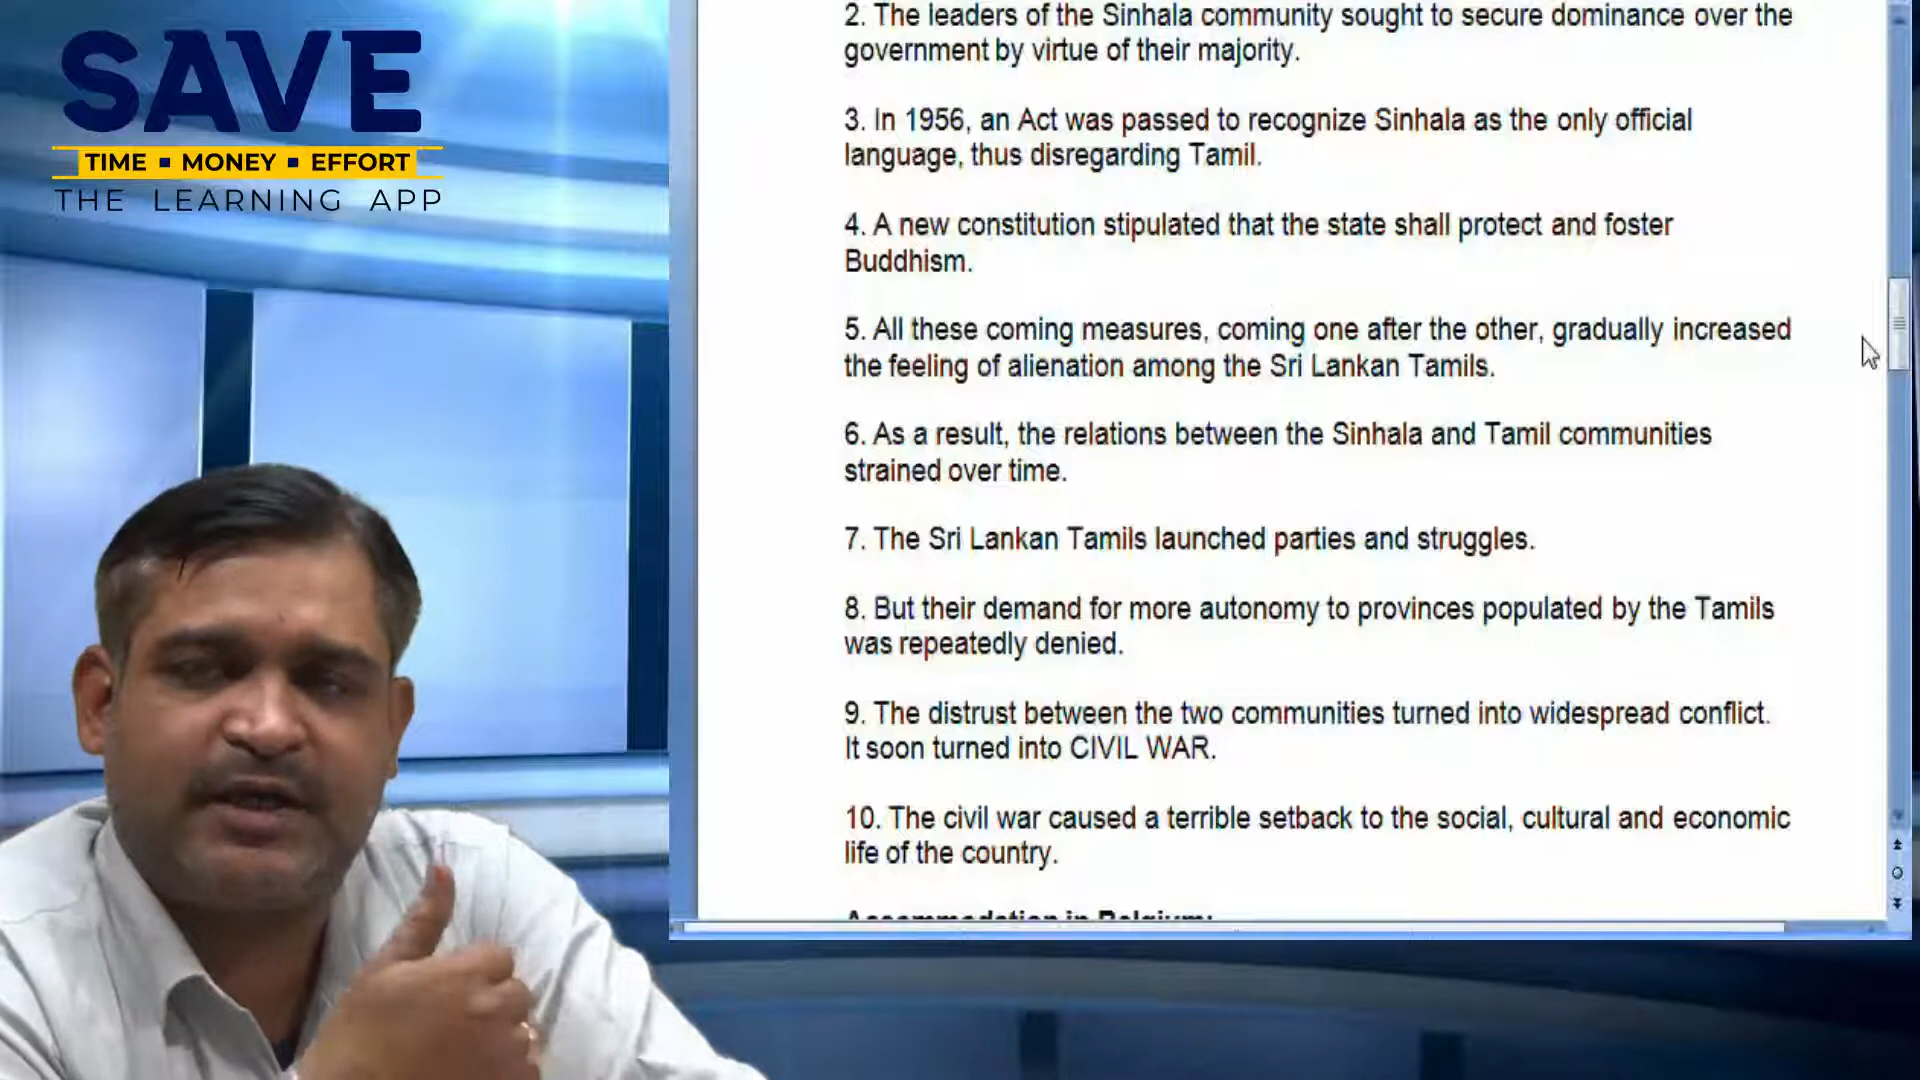 SAVE
TIME ▪ MONEY ▪ EFFORT
THE LEARNING APP
2. The leaders of the Sinhala community sought to secure dominance over the
government by virtue of their majority.
3. In 1956, an Act was passed to recognize Sinhala as the only official
language, thus disregarding Tamil.
4. A new constitution stipulated that the state shall protect and foster
Buddhism.
5. All these coming measures, coming one after the other, gradually increased
the feeling of alienation among the Sri Lankan Tamils.
6. As a result, the relations between the Sinhala and Tamil communities
strained over time.
7. The Sri Lankan Tamils launched parties and struggles.
8. But their demand for more autonomy to provinces populated by the Tamils
was repeatedly denied.
9. The distrust between the two communities turned into widespread conflict.
It soon turned into CIVIL WAR.
10. The civil war caused a terrible setback to the social, cultural and economic
life of the country.
Accommodation in Belgium: